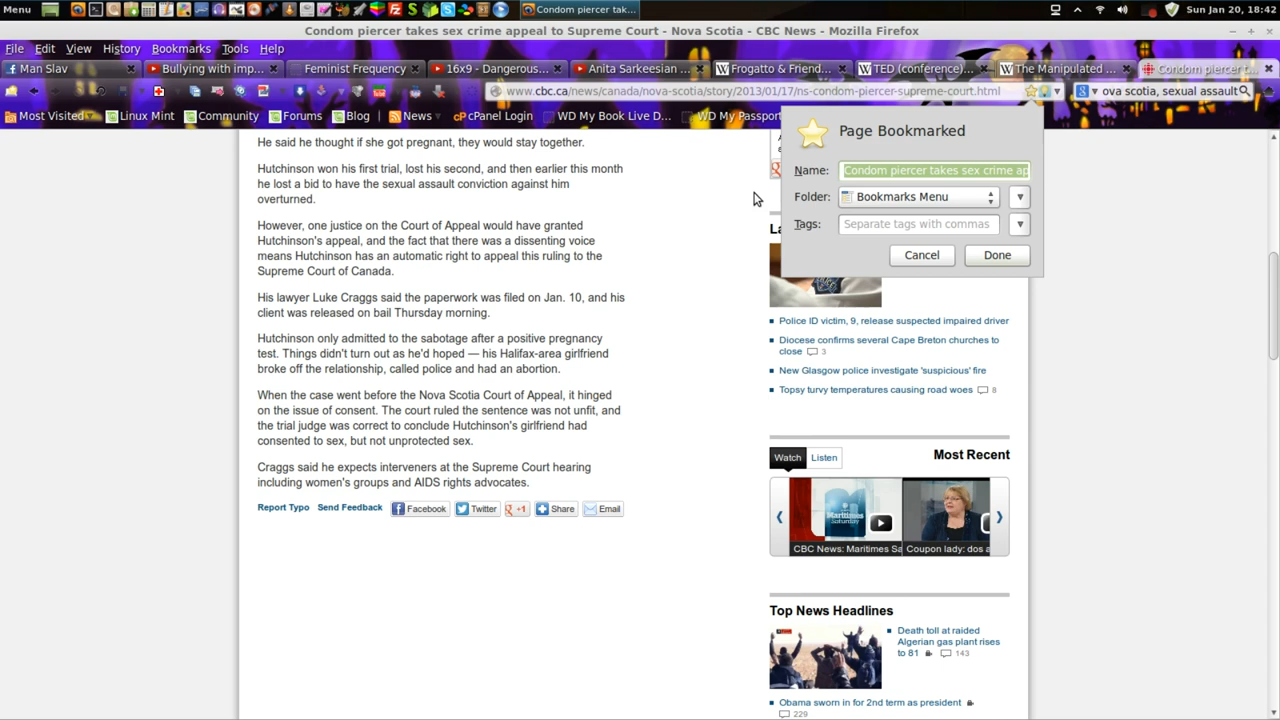 Menu
Condom piercer tak...
Sun Jan 20, 18:42
Condom piercer takes sex crime appeal to Supreme Court - Nova Scotia - CBC News - Mozilla Firefox
File Edit View History Bookmarks Tools Help
Man Slav
Bullying with imp...
Feminist Frequency
16x9 - Dangerous...
Anita Sarkeesian ...
Frogatto & Friend...
TED (conference)...
The Manipulated ...
Condom piercer t...
www.cbc.ca/news/canada/nova-scotia/story/2013/01/17/ns-condom-piercer-supreme-court.html
ova scotia, sexual assault
Most Visited
Linux Mint
Community
Forums
Blog
News
cPanel Login
WD My Book Live D...
WD My Passport
Page Bookmarked
Name: Condom piercer takes sex crime ap
Folder: Bookmarks Menu
Tags: Separate tags with commas
Cancel Done
He said he thought if she got pregnant, they would stay together.
Hutchinson won his first trial, lost his second, and then earlier this month
he lost a bid to have the sexual assault conviction against him
overturned.
However, one justice on the Court of Appeal would have granted
Hutchinson's appeal, and the fact that there was a dissenting voice
means Hutchinson has an automatic right to appeal this ruling to the
Supreme Court of Canada.
His lawyer Luke Craggs said the paperwork was filed on Jan. 10, and his
client was released on bail Thursday morning.
Hutchinson only admitted to the sabotage after a positive pregnancy
test. Things didn't turn out as he'd hoped — his Halifax-area girlfriend
broke off the relationship, called police and had an abortion.
When the case went before the Nova Scotia Court of Appeal, it hinged
on the issue of consent. The court ruled the sentence was not unfit, and
the trial judge was correct to conclude Hutchinson's girlfriend had
consented to sex, but not unprotected sex.
Craggs said he expects interveners at the Supreme Court hearing
including women's groups and AIDS rights advocates.
Report Typo Send Feedback Facebook Twitter +1 Share Email
Police ID victim, 9, release suspected impaired driver
Diocese confirms several Cape Breton churches to
close 3
New Glasgow police investigate 'suspicious' fire
Topsy turvy temperatures causing road woes 8
Watch Listen Most Recent
Maritimes
Saturday
CBC News: Maritimes Sa
Coupon lady: dos a
Top News Headlines
Death toll at raided
Algerian gas plant rises
to 81 143
Obama sworn in for 2nd term as president
229